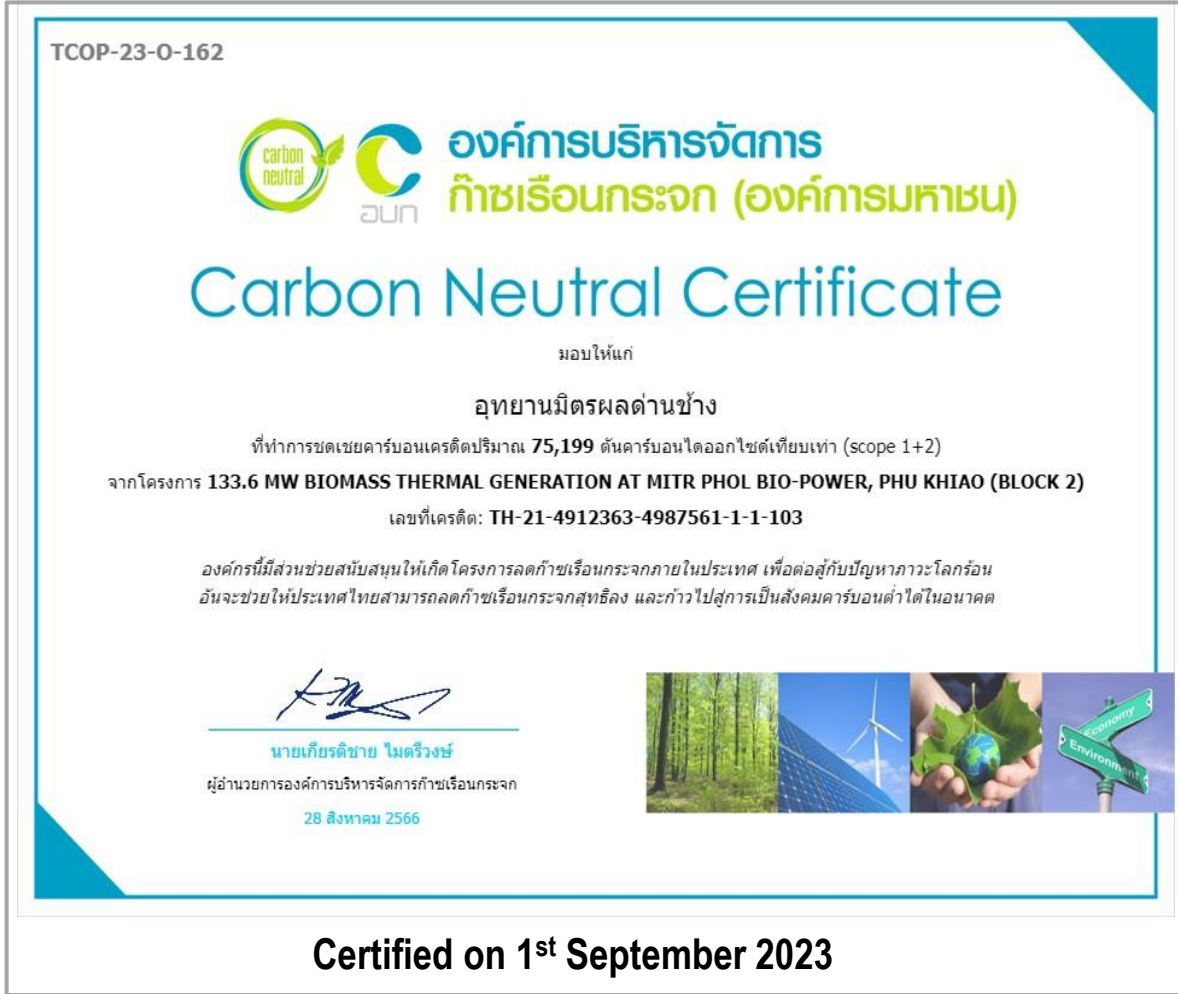 TCOP-23-O-162
carbon
neutral
อบก
องค์การบริหารจัดการ
ก๊าซเรือนกระจก (องค์การมหาชน)
Carbon Neutral Certificate
มอบให้แก่
อุทยานมิตรผลด่านช้าง
ที่ทำการชดเชยคาร์บอนเครดิตปริมาณ 75,199 ตันคาร์บอนไดออกไซด์เทียบเท่า (scope 1+2)
จากโครงการ 133.6 MW BIOMASS THERMAL GENERATION AT MITR PHOL BIO-POWER, PHU KHIAO (BLOCK 2)
เลขที่เครดิต: TH-21-4912363-4987561-1-1-103
องค์กรนี้มีส่วนช่วยสนับสนุนให้เกิดโครงการลดก๊าซเรือนกระจกภายในประเทศ เพื่อต่อสู้กับปัญหาภาวะโลกร้อน
อันจะช่วยให้ประเทศไทยสามารถลดก๊าซเรือนกระจกสุทธิลง และก้าวไปสู่การเป็นสังคมคาร์บอนต่ำได้ในอนาคต
นายเกียรติชาย ไมตรีวงษ์
ผู้อำนวยการองค์การบริหารจัดการก๊าซเรือนกระจก
28 สิงหาคม 2566
Economy
Environment
Certified on 1st September 2023